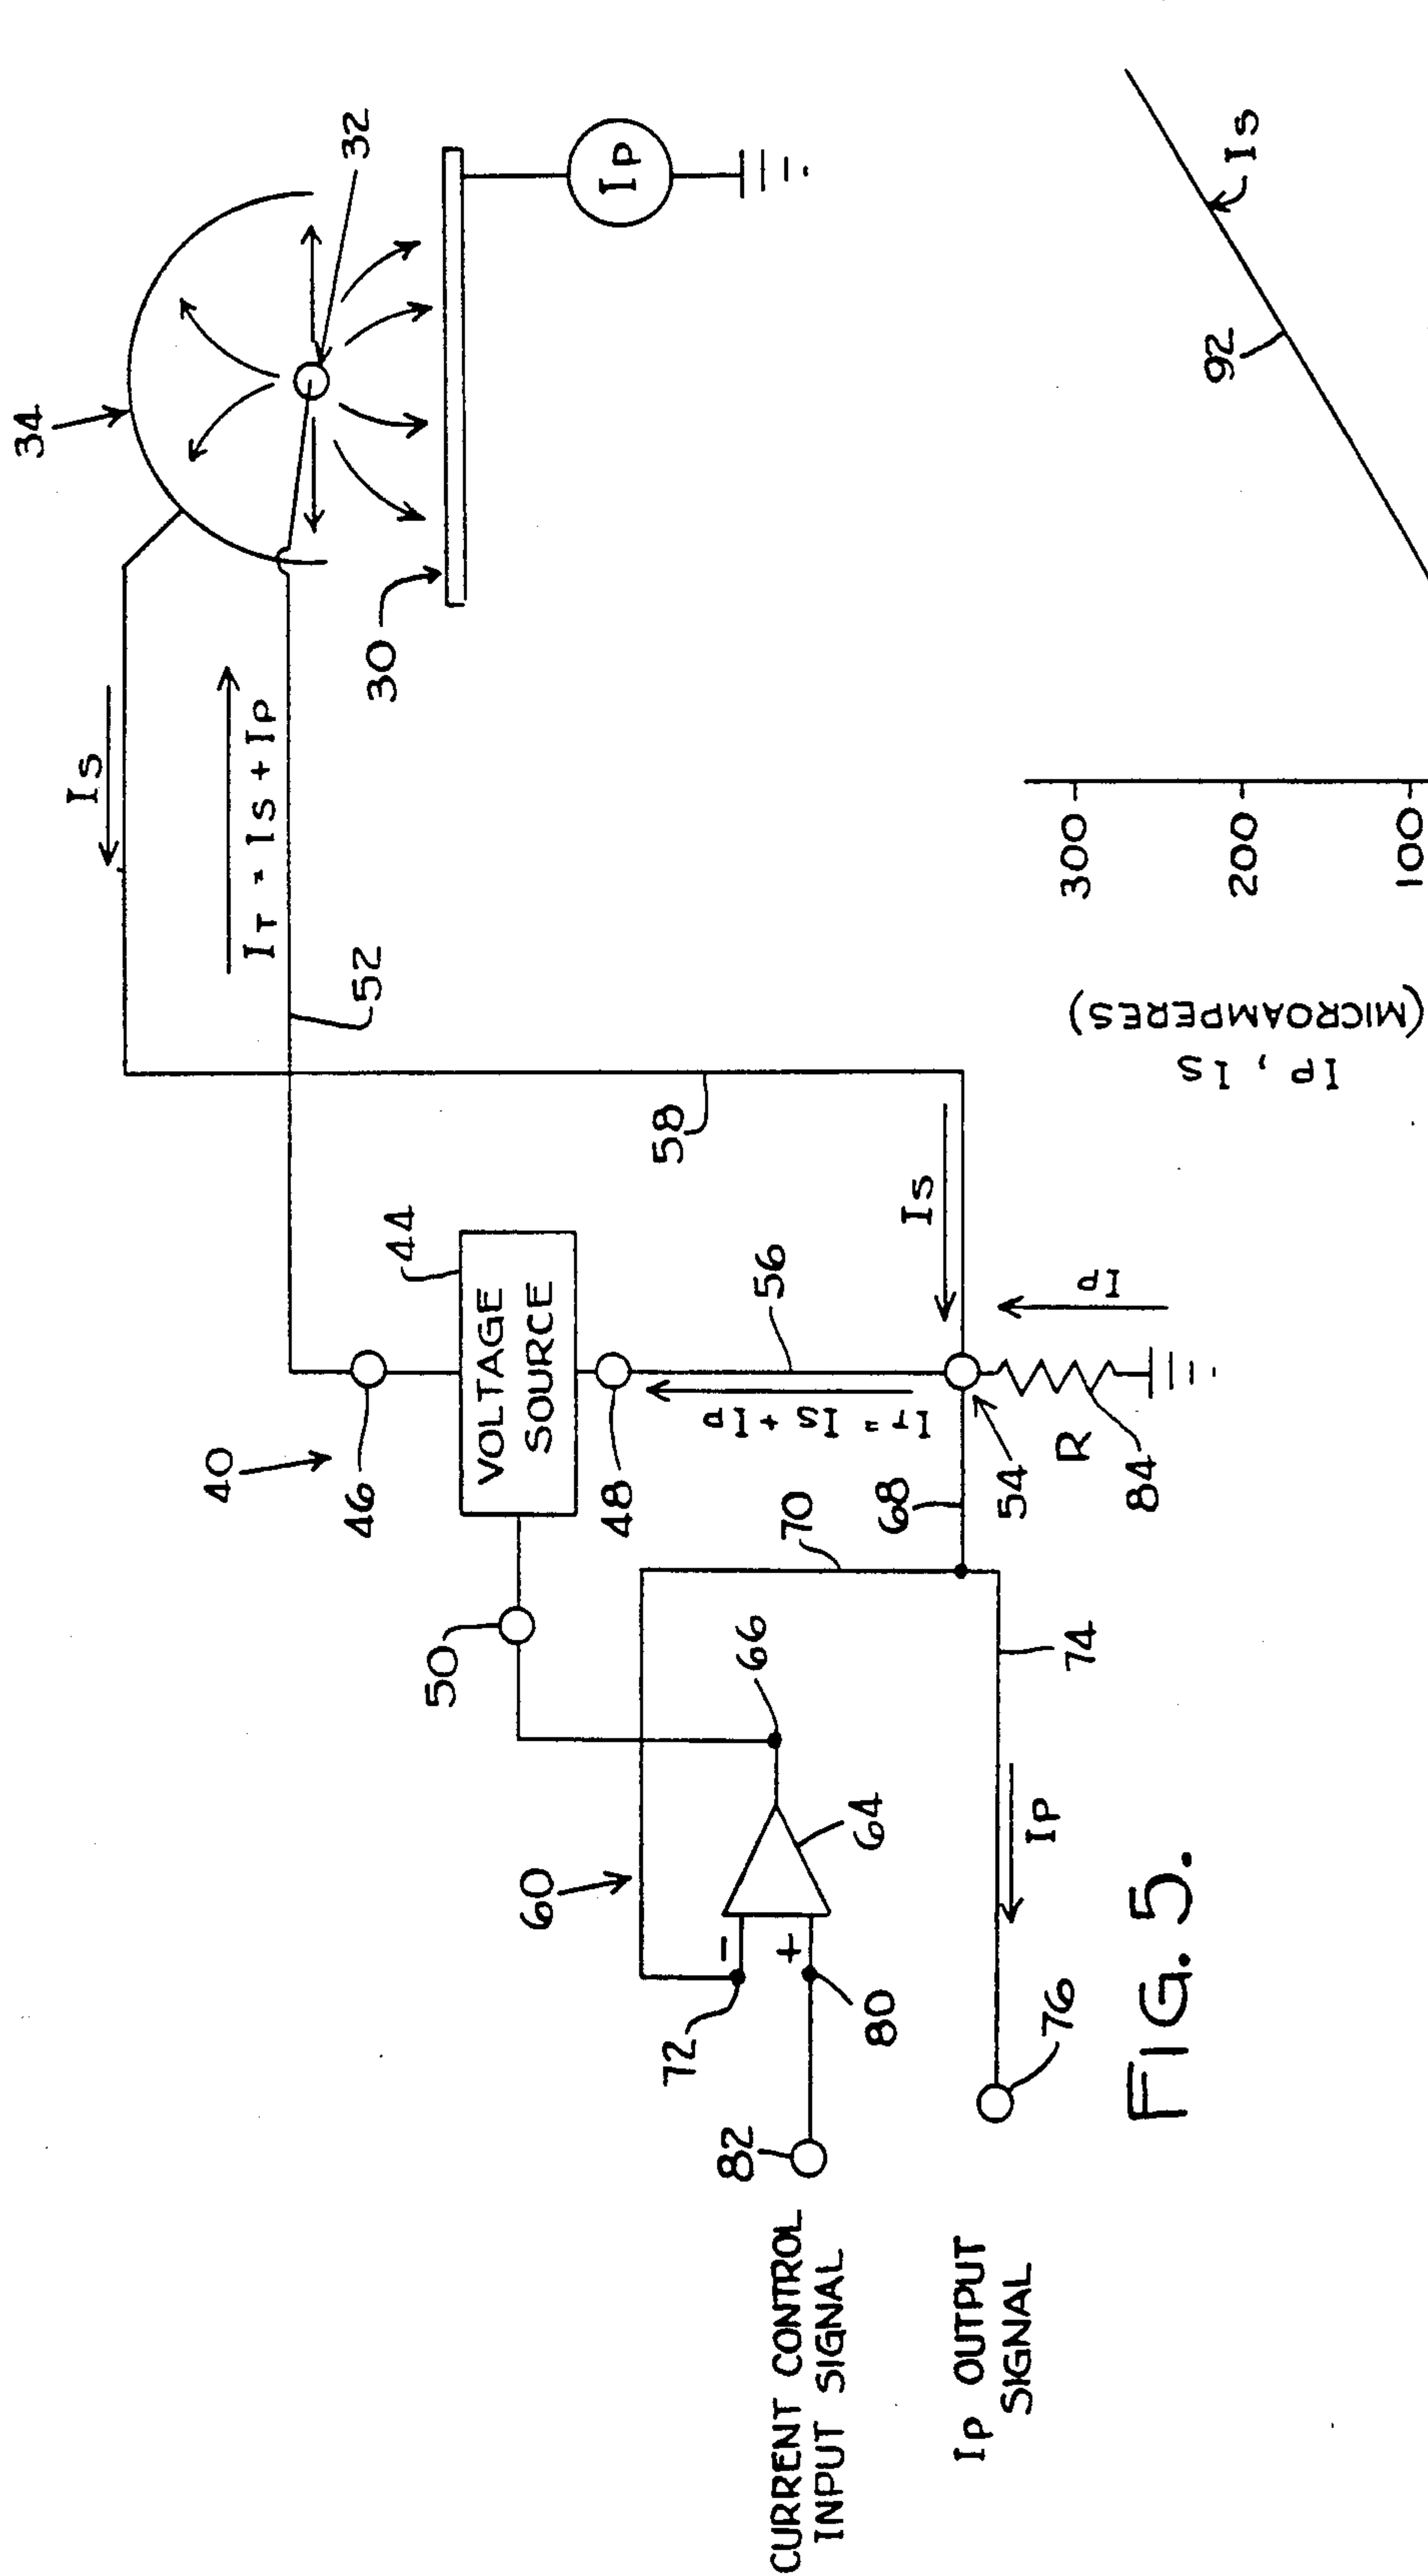 34
32
IS
IT = IS + IP
52
30
IP
40
46
44
VOLTAGE
SOURCE
48
50
58
56
IT = IS + IP
IS
IP
54
R
84
68
70
66
60
64
72
-
+
80
82
74
IP
76
CURRENT CONTROL
INPUT SIGNAL
IP OUTPUT
SIGNAL
FIG. 5.
IP, IS
(MICROAMPERES)
300
200
100
92
IS